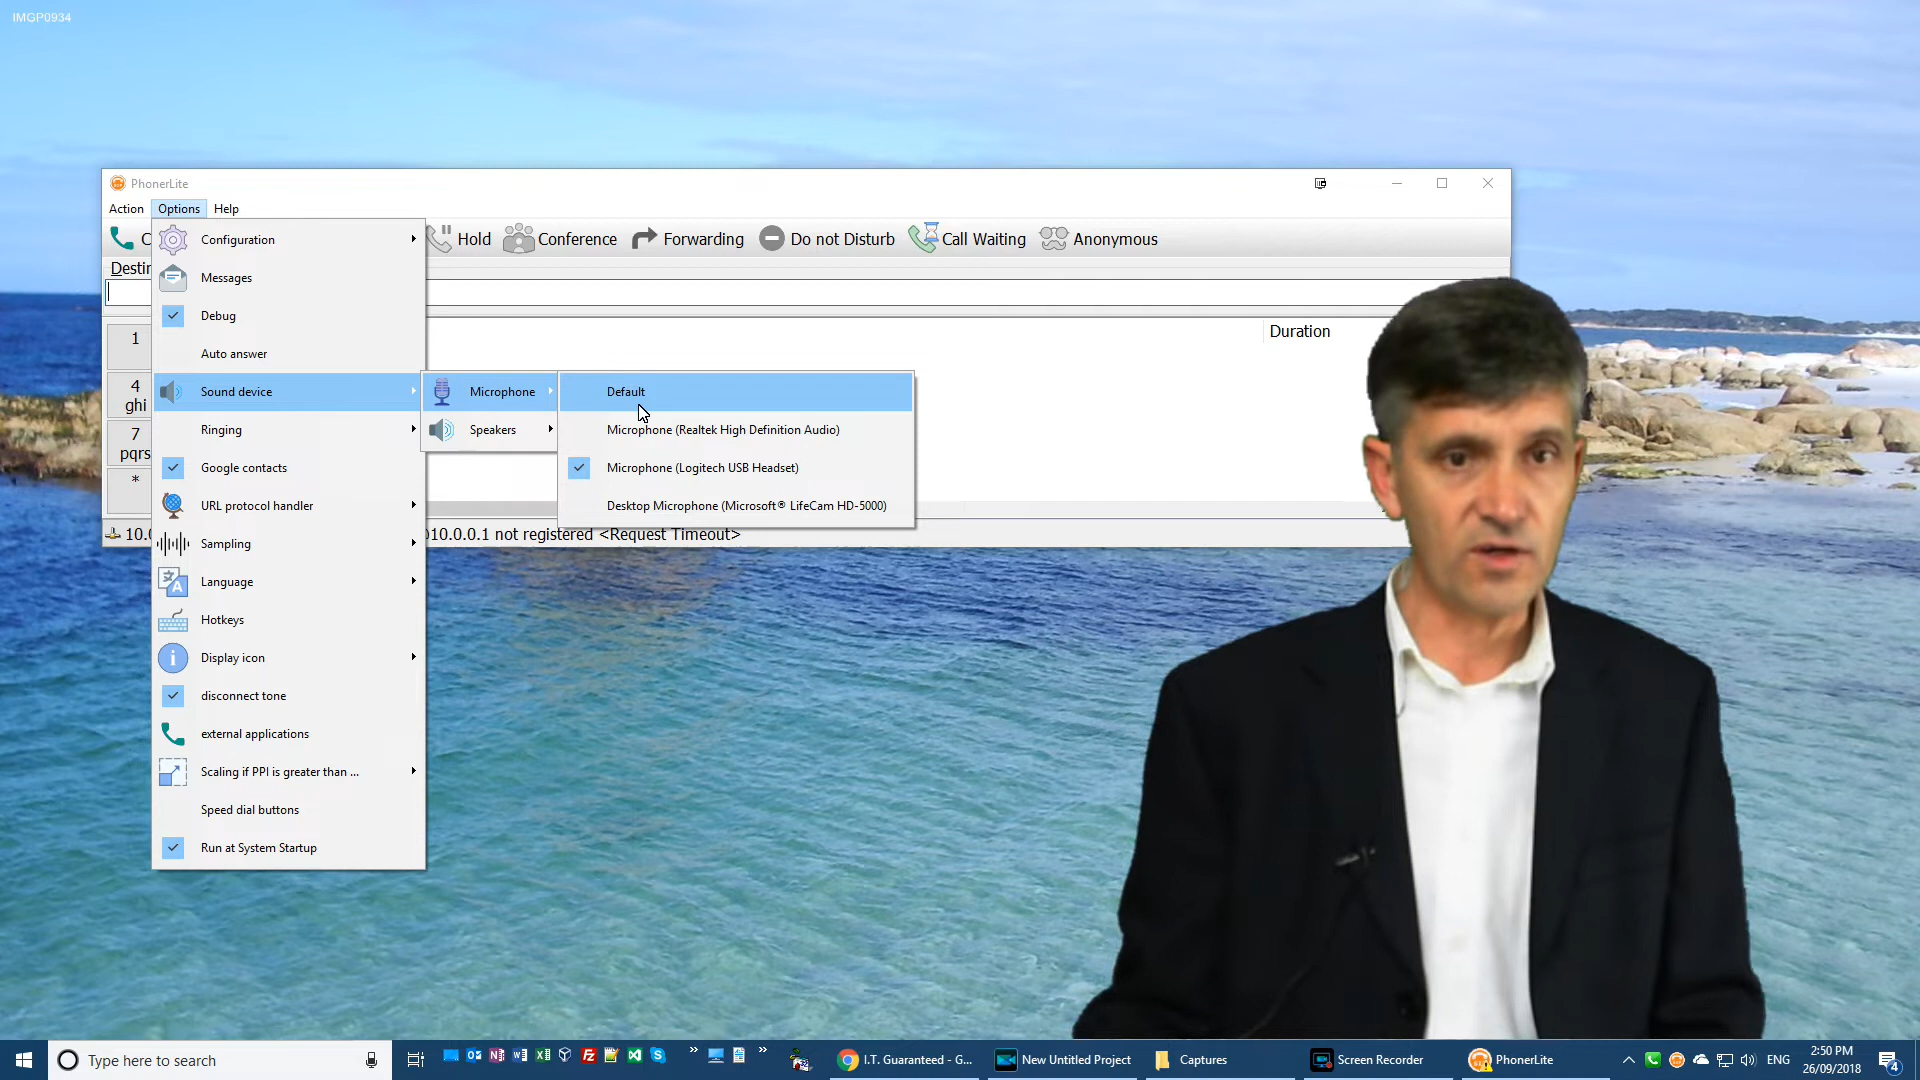 IMGP0934
PhonerLite
Action Options Help
C Hold Conference Forwarding Do not Disturb Call Waiting Anonymous
Destin
Duration
1
4
ghi
7
pqrs
*
Configuration
Messages
Debug
Auto answer
Sound device
Ringing
Google contacts
URL protocol handler
Sampling
Language
Hotkeys
Display icon
disconnect tone
external applications
Scaling if PPI is greater than ...
Speed dial buttons
Run at System Startup
Microphone
Speakers
Default
Microphone (Realtek High Definition Audio)
Microphone (Logitech USB Headset)
Desktop Microphone (Microsoft® LifeCam HD-5000)
10.0 10.0.0.1 not registered <Request Timeout>
Type here to search
I.T. Guaranteed - G... New Untitled Project Captures Screen Recorder PhonerLite
ENG
2:50 PM
26/09/2018
4